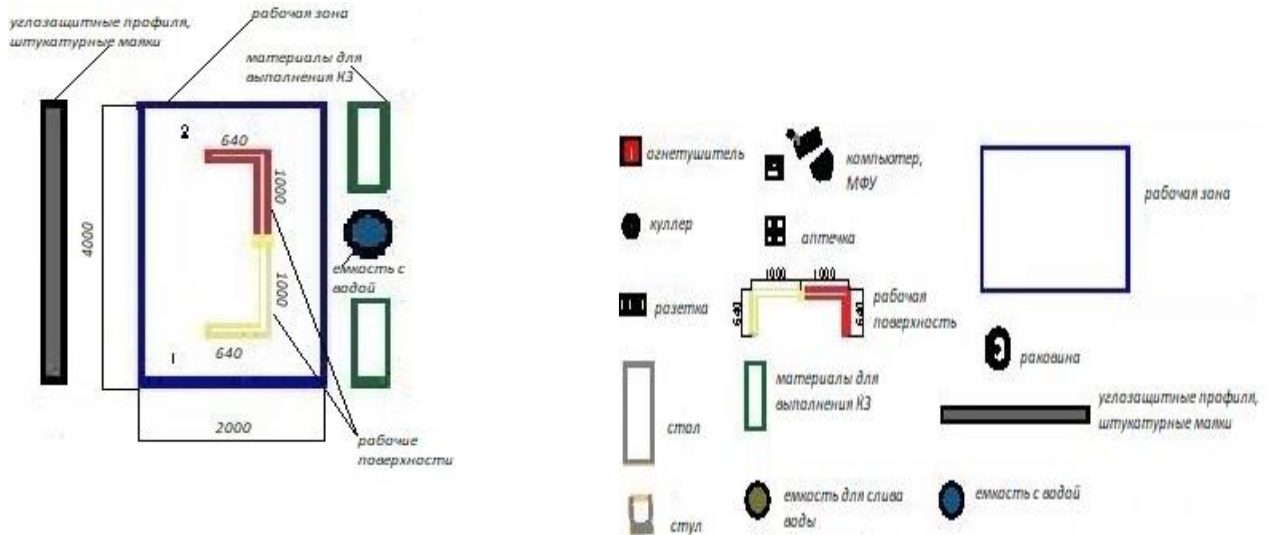 углозащитные профиля,
штукатурные маяки
рабочая зона
материалы для
выполнения КЗ
2
640
1000
4000
емкость с
водой
1000
1
640
2000
рабочие
поверхности
огнетушитель
компьютер,
МФУ
рабочая зона
куллер
аптечка
1000
1000
розетка
640
640
рабочая
поверхность
раковина
материалы для
выполнения КЗ
углозащитные профиля,
штукатурные маяки
стол
емкость для слива
воды
емкость с водой
стул